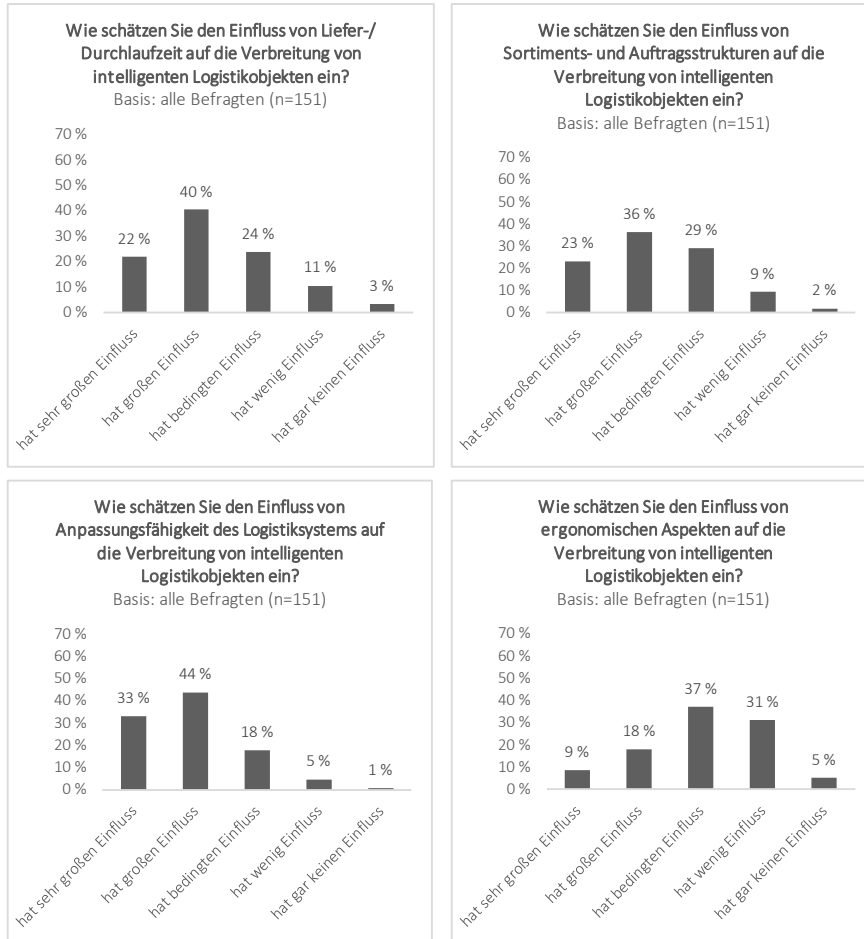 Wie schätzen Sie den Einfluss von Liefer-/
Durchlaufzeit auf die Verbreitung von
intelligenten Logistikobjekten ein?
Basis: alle Befragten (n=151)
70 %
60 %
50 %
40 %
30 %
20 %
10 %
0 %
22 %
40 %
24 %
11 %
3 %
hat sehr großen Einfluss
hat großen Einfluss
hat bedingten Einfluss
hat wenig Einfluss
hat gar keinen Einfluss
Wie schätzen Sie den Einfluss von
Sortiments- und Auftragsstrukturen auf die
Verbreitung von intelligenten
Logistikobjekten ein?
Basis: alle Befragten (n=151)
70 %
60 %
50 %
40 %
30 %
20 %
10 %
0 %
23 %
36 %
29 %
9 %
2 %
hat sehr großen Einfluss
hat großen Einfluss
hat bedingten Einfluss
hat wenig Einfluss
hat gar keinen Einfluss
Wie schätzen Sie den Einfluss von
Anpassungsfähigkeit des Logistiksystems auf
die Verbreitung von intelligenten
Logistikobjekten ein?
Basis: alle Befragten (n=151)
70 %
60 %
50 %
40 %
30 %
20 %
10 %
0 %
33 %
44 %
18 %
5 %
1 %
hat sehr großen Einfluss
hat großen Einfluss
hat bedingten Einfluss
hat wenig Einfluss
hat gar keinen Einfluss
Wie schätzen Sie den Einfluss von
ergonomischen Aspekten auf die
Verbreitung von intelligenten
Logistikobjekten ein?
Basis: alle Befragten (n=151)
70 %
60 %
50 %
40 %
30 %
20 %
10 %
0 %
9 %
18 %
37 %
31 %
5 %
hat sehr großen Einfluss
hat großen Einfluss
hat bedingten Einfluss
hat wenig Einfluss
hat gar keinen Einfluss